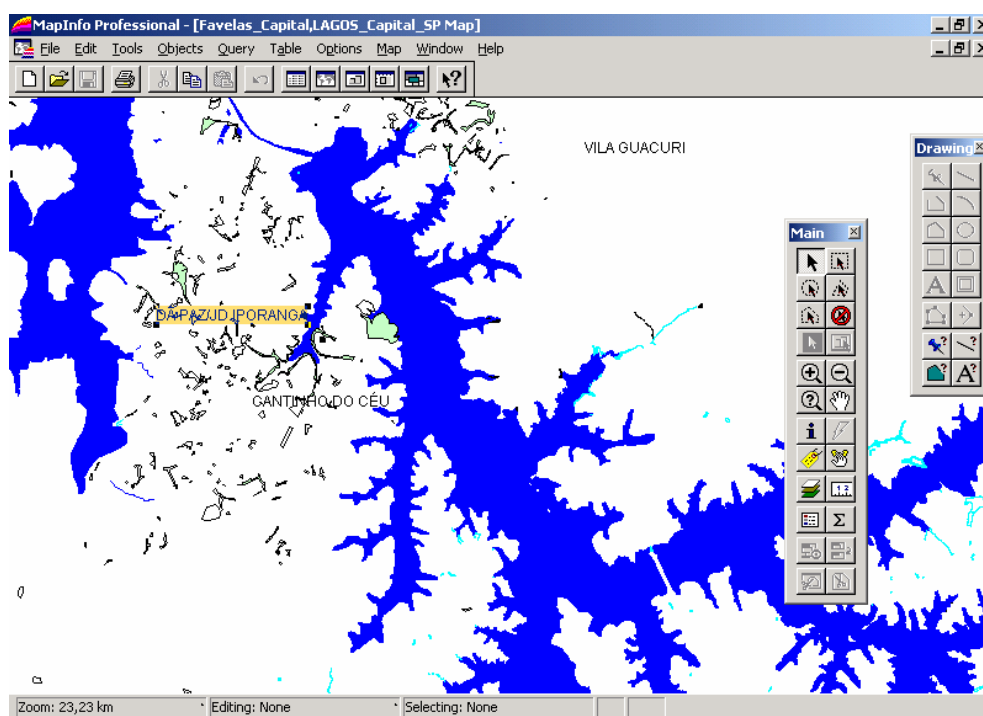 MapInfo Professional - [Favelas_Capital,LAGOS_Capital_SP Map]
File Edit Tools Objects Query Table Options Map Window Help
VILA GUACURI
Drawing
Main
DA PAZ/JD.IPORANGA
CANTINHO DO CÉU
Zoom: 23,23 km
Editing: None
Selecting: None